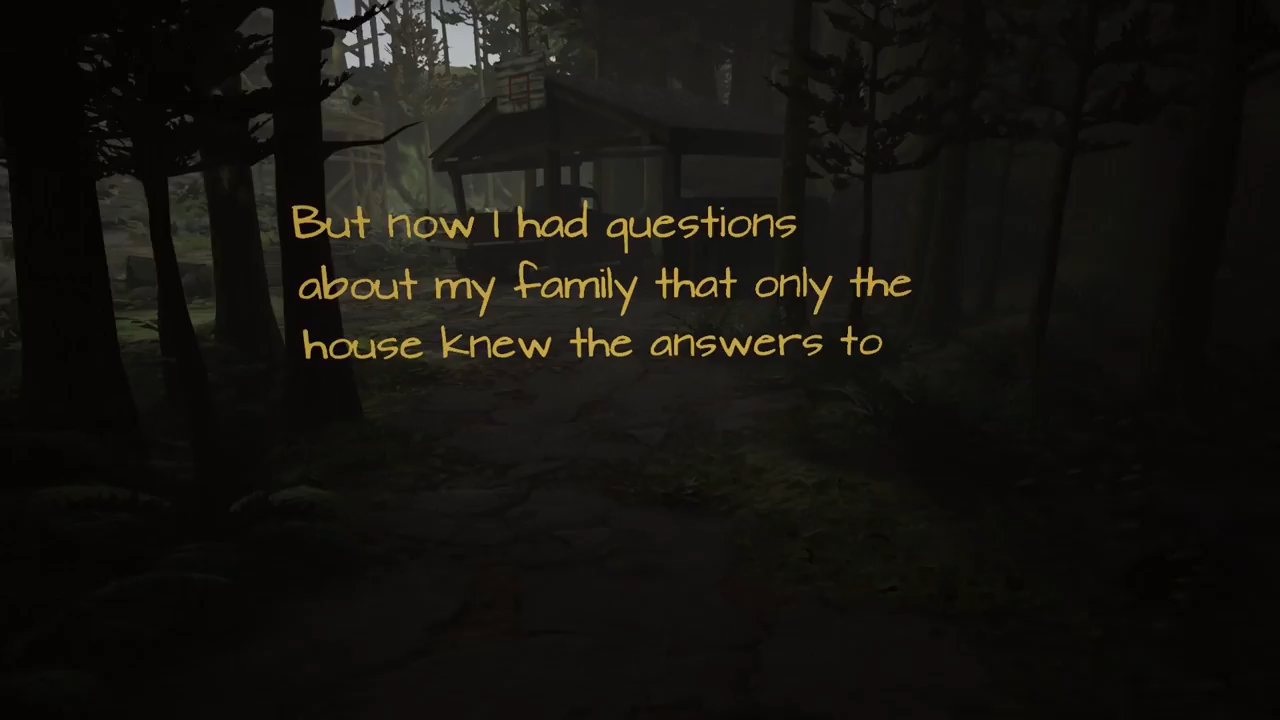 But now I had questions
about my family that only the
house knew the answers to